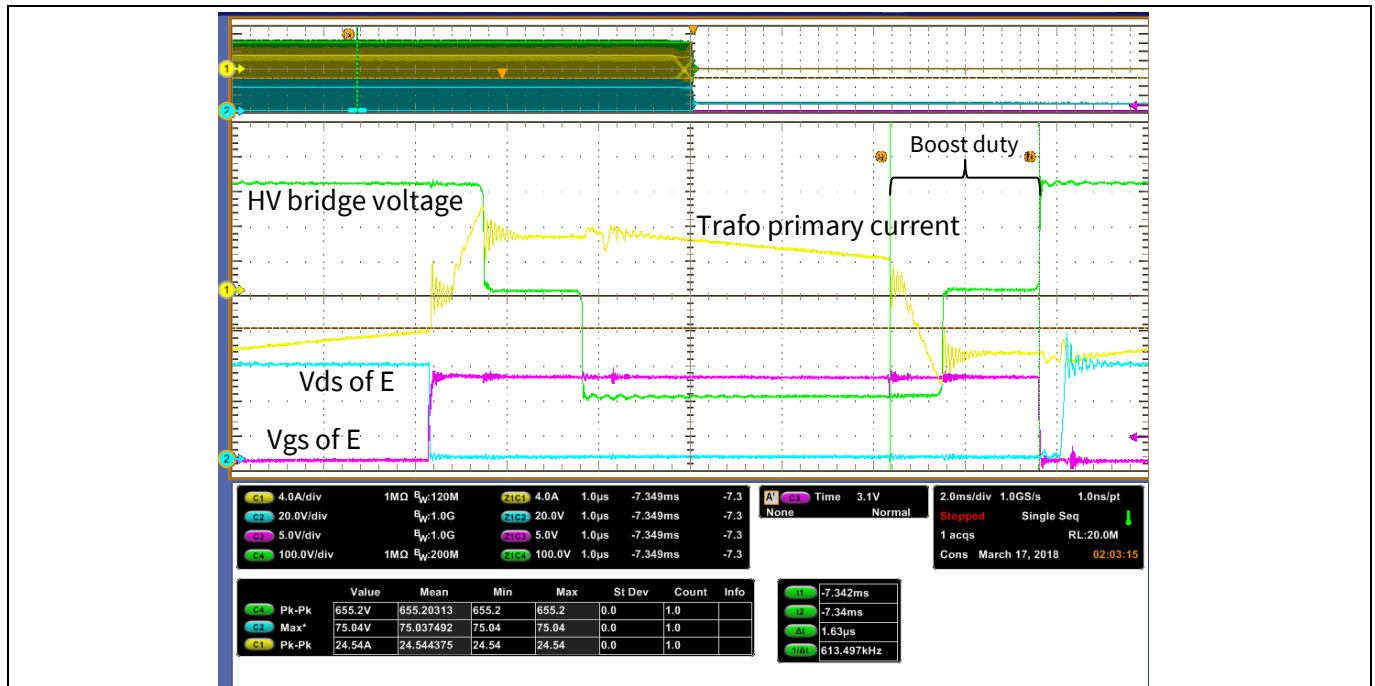 a
1
2
Boost duty
a b
HV bridge voltage
Trafo primary current
1
Vds of E
Vgs of E
2
C1 4.0A/div 1MΩ BW:120M Z1C1 4.0A 1.0µs -7.349ms -7.3
C2 20.0V/div BW:1.0G Z1C2 20.0V 1.0µs -7.349ms -7.3
C3 5.0V/div BW:1.0G Z1C3 5.0V 1.0µs -7.349ms -7.3
C4 100.0V/div 1MΩ BW:200M Z1C4 100.0V 1.0µs -7.349ms -7.3
A' C3 Time 3.1V
None Normal
2.0ms/div 1.0GS/s 1.0ns/pt
Stopped Single Seq
1 acqs RL:20.0M
Cons March 17, 2018 02:03:15
Value Mean Min Max St Dev Count Info
C4 Pk-Pk 655.2V 655.20313 655.2 655.2 0.0 1.0
C2 Max* 75.04V 75.037492 75.04 75.04 0.0 1.0
C1 Pk-Pk 24.54A 24.544375 24.54 24.54 0.0 1.0
t1 -7.342ms
t2 -7.34ms
Δt 1.63µs
1/Δt 613.497kHz